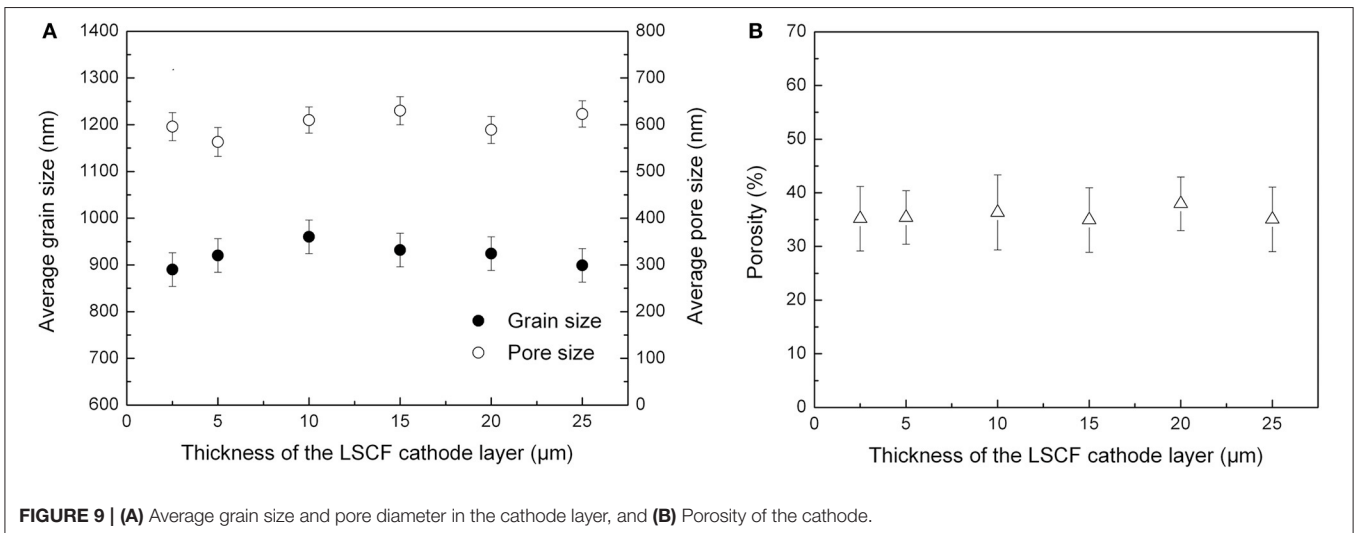 A
1400
1300
1200
1100
1000
900
800
700
600
Average grain size (nm)
800
700
600
500
400
300
200
100
0
Average pore size (nm)
Grain size
Pore size
0 5 10 15 20 25
Thickness of the LSCF cathode layer (µm)
B
70
60
50
40
30
20
10
0
Porosity (%)
0 5 10 15 20 25
Thickness of the LSCF cathode layer (µm)
FIGURE 9 | (A) Average grain size and pore diameter in the cathode layer, and (B) Porosity of the cathode.